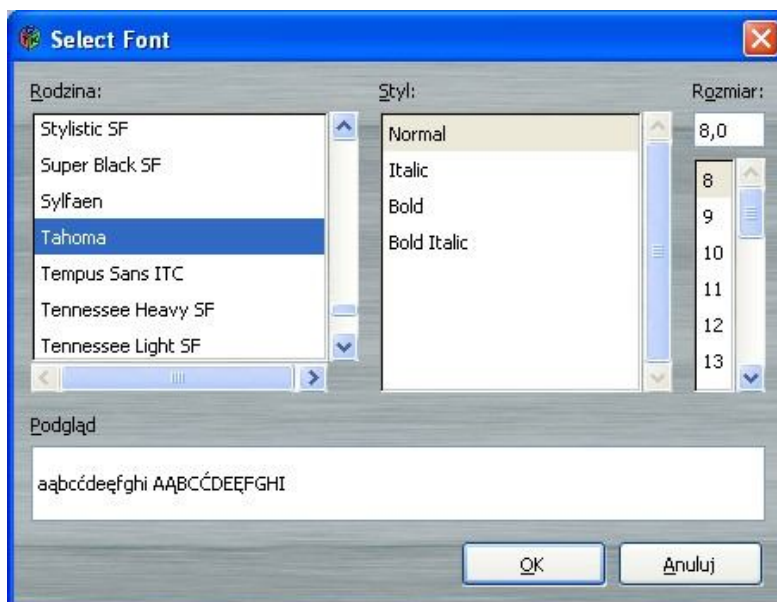 Select Font
Rodzina:
Stylistic SF
Super Black SF
Sylfaen
Tahoma
Tempus Sans ITC
Tennessee Heavy SF
Tennessee Light SF
Styl:
Normal
Italic
Bold
Bold Italic
Rozmiar:
8,0
8
9
10
11
12
13
Podgląd
aąbcćdeęfghi AĄBCĆDEĘFGHI
OK
Anuluj